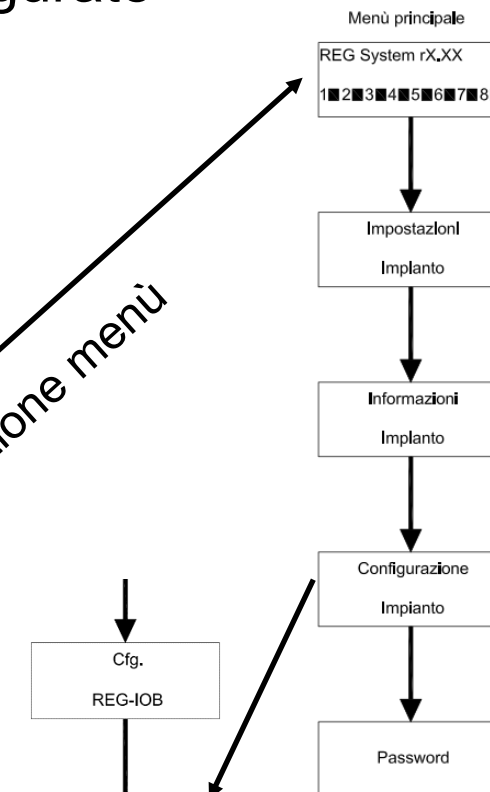 Menù principale
REG System rX.XX
1■2■3■4■5■6■7■8
Impostazioni
Impianto
menù
Informazioni
Impianto
Configurazione
Impianto
Cfg.
REG-IOB
Password